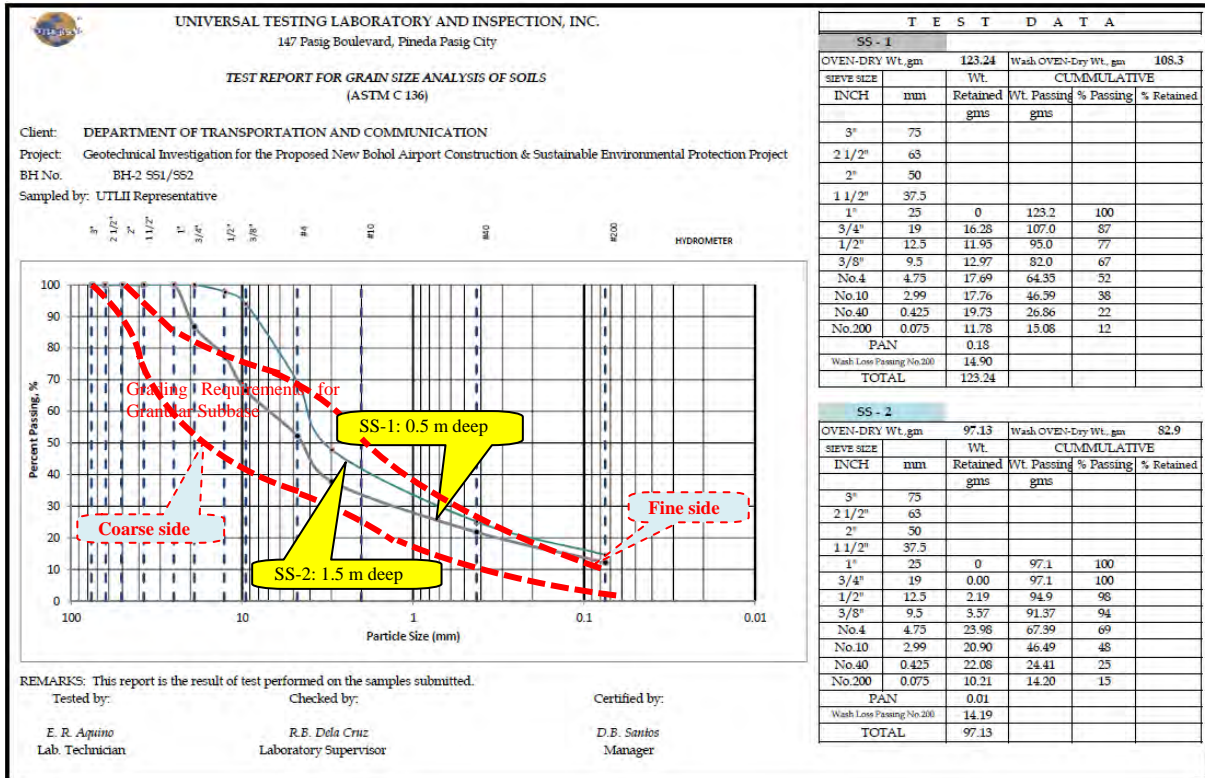 UNIVERSAL TESTING LABORATORY AND INSPECTION, INC.
147 Pasig Boulevard, Pineda Pasig City
TEST REPORT FOR GRAIN SIZE ANALYSIS OF SOILS
(ASTM C 136)
Client: DEPARTMENT OF TRANSPORTATION AND COMMUNICATION
Project: Geotechnical Investigation for the Proposed New Bohol Airport Construction & Sustainable Environmental Protection Project
BH No. BH-2 SS1/SS2
Sampled by: UTLII Representative
3" 2 1/2" 2" 1 1/2" 1" 3/4" 1/2" 3/8" #4 #10 #40 #200 HYDROMETER
100
90
80
70
60
50
40
30
20
10
0
Percent Passing, %
Grading Requirements for
Granular Subbase
SS-1: 0.5 m deep
Coarse side
Fine side
SS-2: 1.5 m deep
100 10 1 0.1 0.01
Particle Size (mm)
REMARKS: This report is the result of test performed on the samples submitted.
Tested by: Checked by: Certified by:
E. R. Aquino R.B. Dela Cruz D.B. Santos
Lab. Technician Laboratory Supervisor Manager
T E S T D A T A
SS - 1
OVEN-DRY Wt.,gm 123.24 Wash OVEN-Dry Wt., gm 108.3
SIEVE SIZE Wt. CUMMULATIVE
INCH mm Retained Wt. Passing % Passing % Retained
gms gms
3" 75
2 1/2" 63
2" 50
1 1/2" 37.5
1" 25 0 123.2 100
3/4" 19 16.28 107.0 87
1/2" 12.5 11.95 95.0 77
3/8" 9.5 12.97 82.0 67
No.4 4.75 17.69 64.35 52
No.10 2.99 17.76 46.59 38
No.40 0.425 19.73 26.86 22
No.200 0.075 11.78 15.08 12
PAN 0.18
Wash Loss Passing No.200 14.90
TOTAL 123.24
SS - 2
OVEN-DRY Wt.,gm 97.13 Wash OVEN-Dry Wt., gm 82.9
SIEVE SIZE Wt. CUMMULATIVE
INCH mm Retained Wt. Passing % Passing % Retained
gms gms
3" 75
2 1/2" 63
2" 50
1 1/2" 37.5
1" 25 0 97.1 100
3/4" 19 0.00 97.1 100
1/2" 12.5 2.19 94.9 98
3/8" 9.5 3.57 91.37 94
No.4 4.75 23.98 67.39 69
No.10 2.99 20.90 46.49 48
No.40 0.425 22.08 24.41 25
No.200 0.075 10.21 14.20 15
PAN 0.01
Wash Loss Passing No.200 14.19
TOTAL 97.13